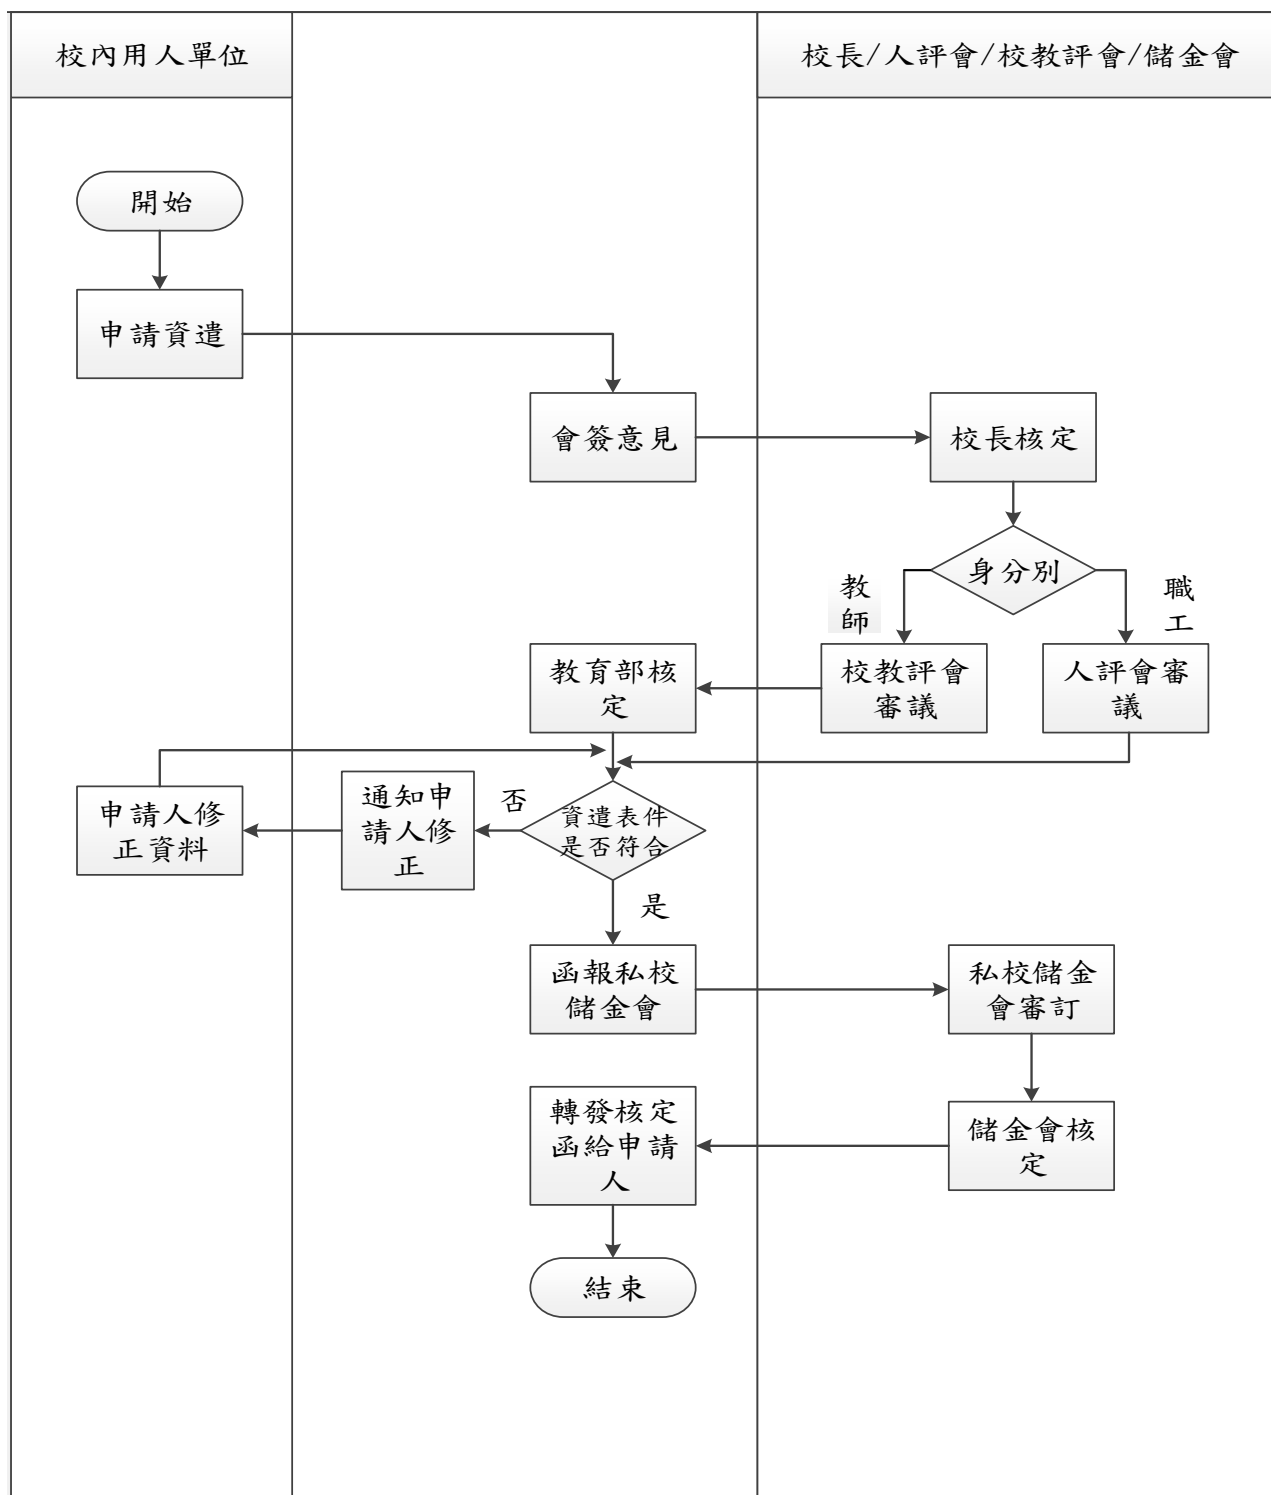 校內用人單位
校長/人評會/校教評會/儲金會
開始
申請資遣
會簽意見
校長核定
身分別
教
師
職
工
教育部核
定
校教評會
審議
人評會審
議
申請人修
正資料
通知申
請人修
正
否
資遣表件
是否符合
是
函報私校
儲金會
私校儲金
會審訂
轉發核定
函給申請
人
儲金會核
定
結束